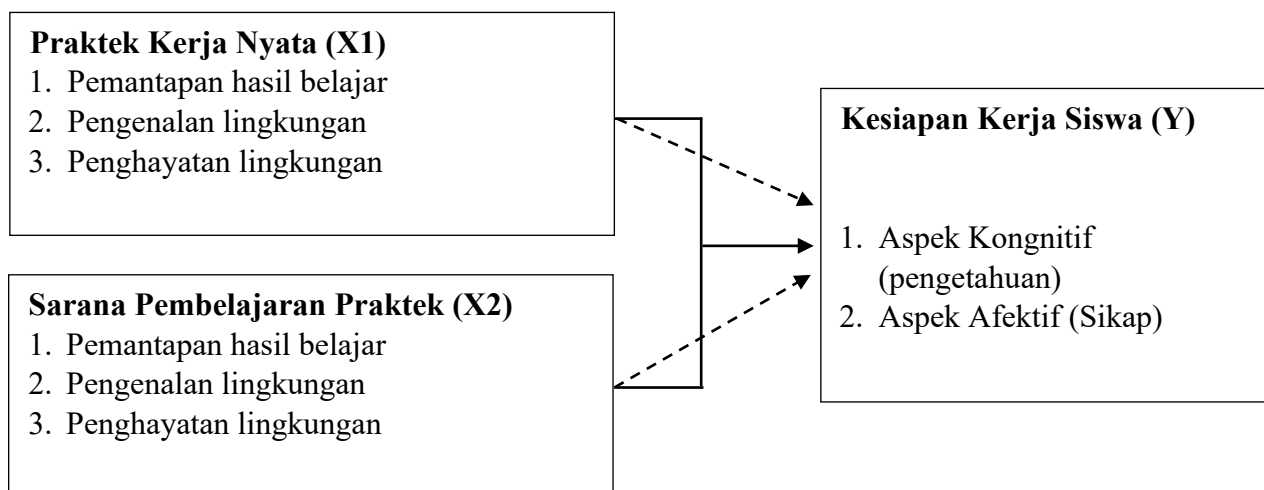 Praktek Kerja Nyata (X1)
1. Pemantapan hasil belajar
2. Pengenalan lingkungan
3. Penghayatan lingkungan
Sarana Pembelajaran Praktek (X2)
1. Pemantapan hasil belajar
2. Pengenalan lingkungan
3. Penghayatan lingkungan
Kesiapan Kerja Siswa (Y)
1. Aspek Kongnitif
(pengetahuan)
2. Aspek Afektif (Sikap)